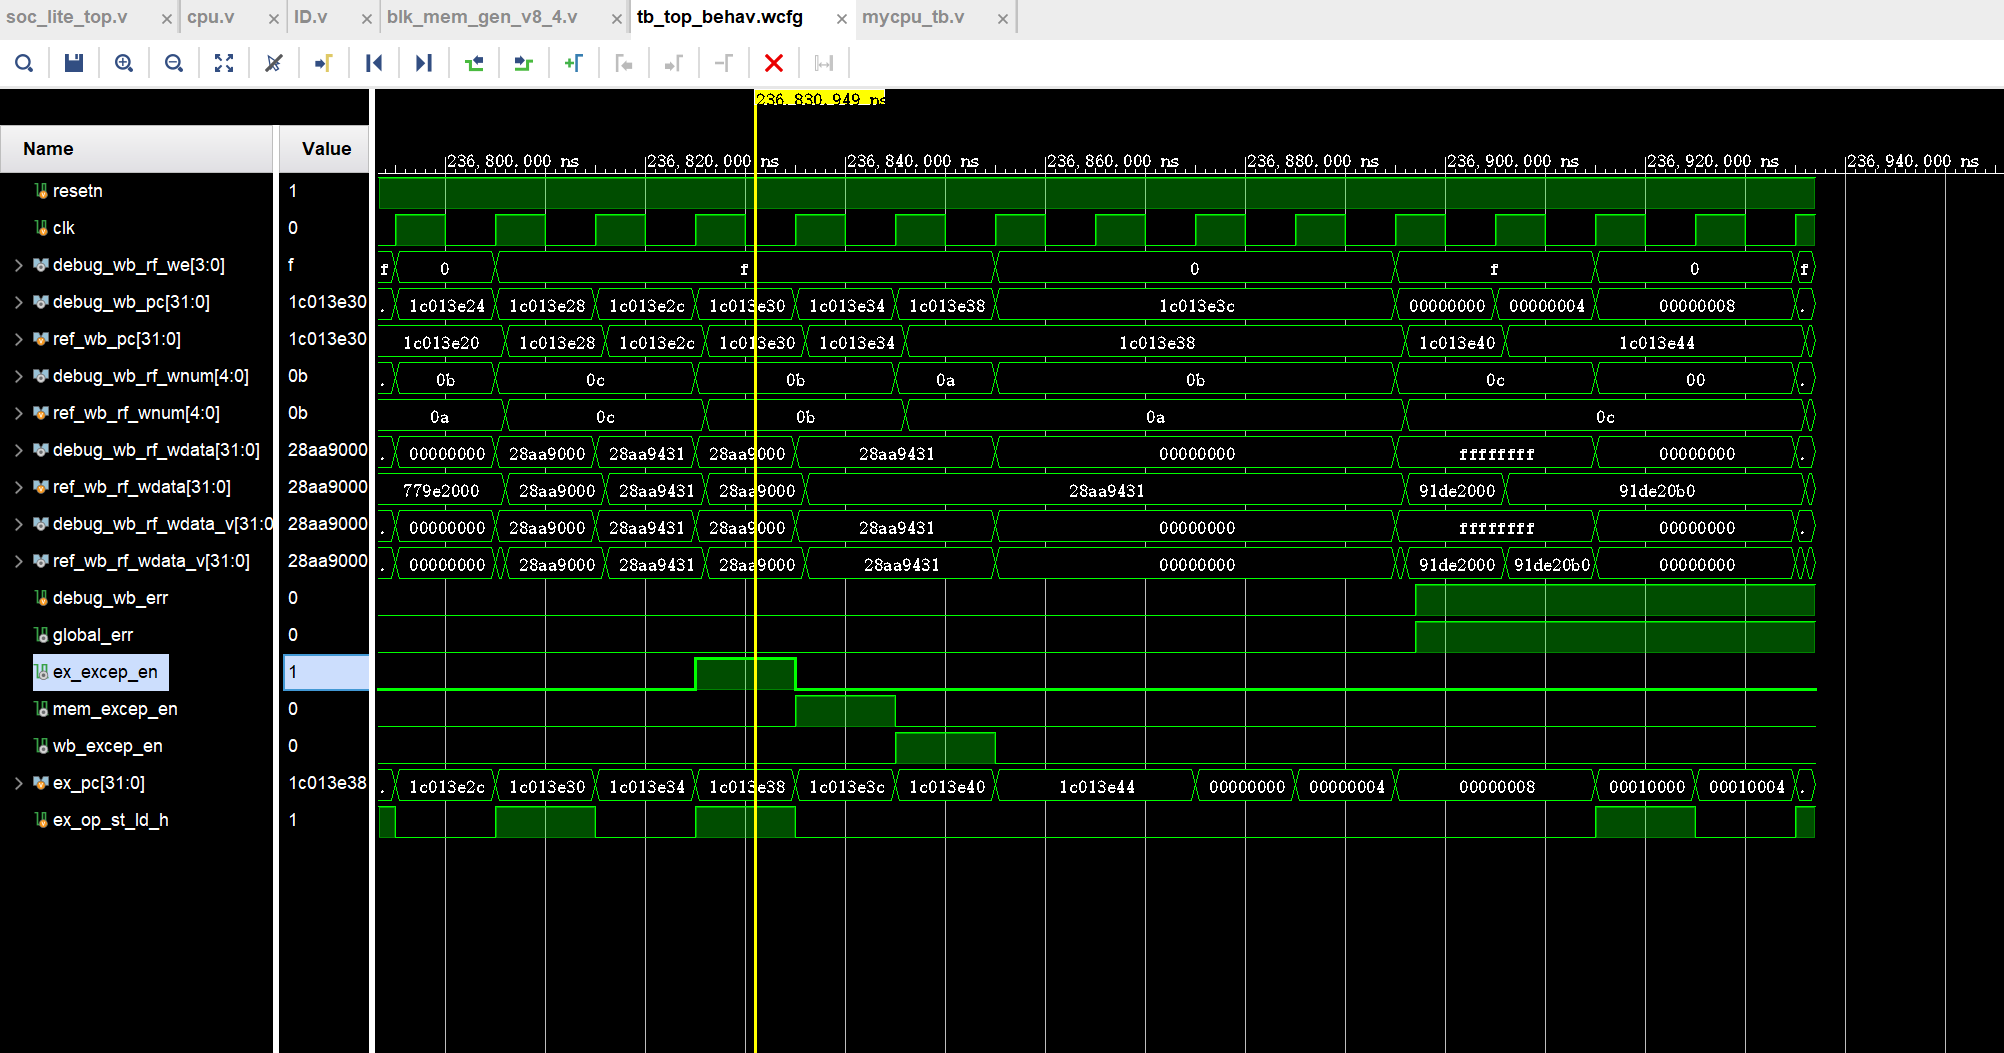 soc_lite_top.v × cpu.v × ID.v × blk_mem_gen_v8_4.v × tb_top_behav.wcfg × mycpu_tb.v ×
236,830.949 ns
Name Value 236,800.000 ns 236,820.000 ns 236,840.000 ns 236,860.000 ns 236,880.000 ns 236,900.000 ns 236,920.000 ns 236,940.000 ns
resetn 1
clk 0
debug_wb_rf_we[3:0] f f 0 f 0 f 0 f
debug_wb_pc[31:0] 1c013e30 . 1c013e24 1c013e28 1c013e2c 1c013e30 1c013e34 1c013e38 1c013e3c 00000000 00000004 00000008 .
ref_wb_pc[31:0] 1c013e30 1c013e20 1c013e28 1c013e2c 1c013e30 1c013e34 1c013e38 1c013e40 1c013e44
debug_wb_rf_wnum[4:0] 0b . 0b 0c 0b 0a 0b 0c 00 .
ref_wb_rf_wnum[4:0] 0b 0a 0c 0b 0a 0c
debug_wb_rf_wdata[31:0] 28aa9000 . 00000000 28aa9000 28aa9431 28aa9000 28aa9431 00000000 ffffffff 00000000 .
ref_wb_rf_wdata[31:0] 28aa9000 779e2000 28aa9000 28aa9431 28aa9000 28aa9431 91de2000 91de20b0
debug_wb_rf_wdata_v[31:0 28aa9000 . 00000000 28aa9000 28aa9431 28aa9000 28aa9431 00000000 ffffffff 00000000 .
ref_wb_rf_wdata_v[31:0] 28aa9000 . 00000000 28aa9000 28aa9431 28aa9000 28aa9431 00000000 91de2000 91de20b0 00000000
debug_wb_err 0
global_err 0
ex_excep_en 1
mem_excep_en 0
wb_excep_en 0
ex_pc[31:0] 1c013e38 . 1c013e2c 1c013e30 1c013e34 1c013e38 1c013e3c 1c013e40 1c013e44 00000000 00000004 00000008 00010000 00010004 .
ex_op_st_ld_h 1